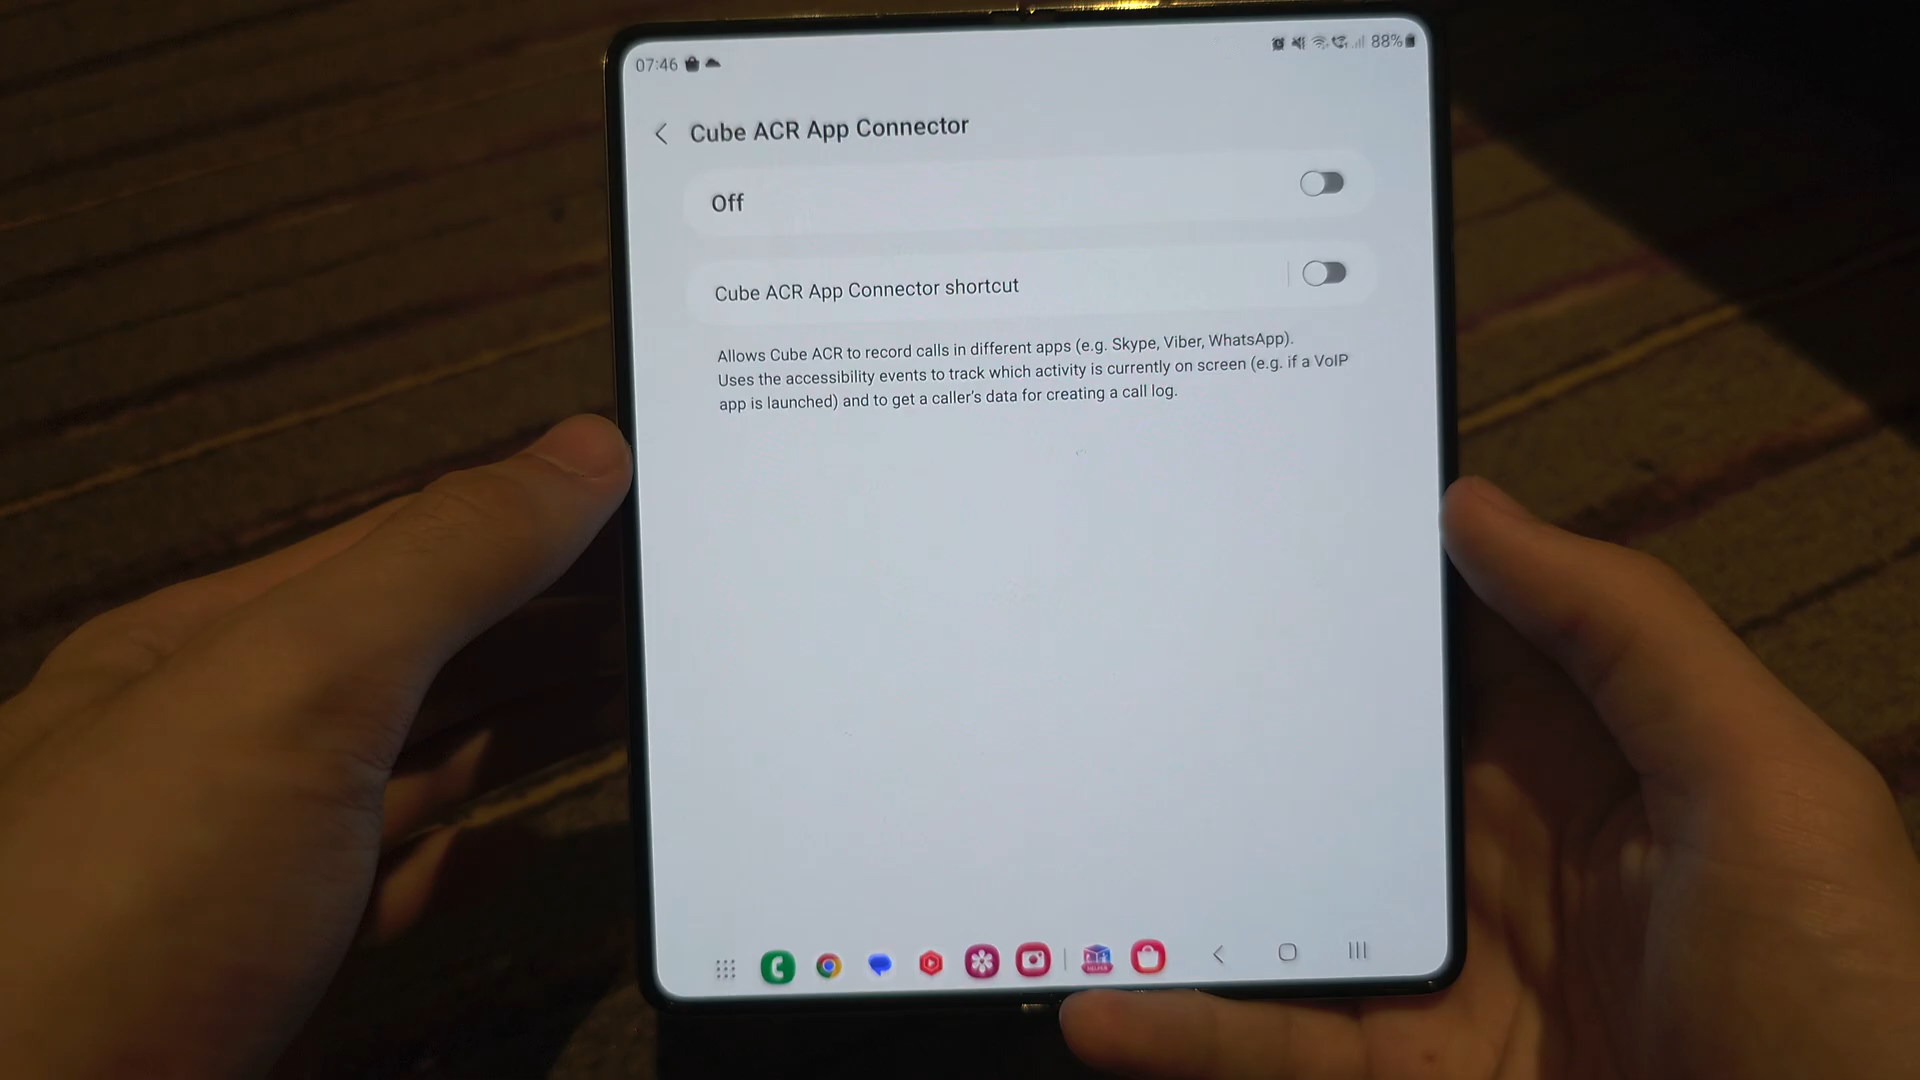 07:46
88%
Cube ACR App Connector
Off
Cube ACR App Connector shortcut
Allows Cube ACR to record calls in different apps (e.g. Skype, Viber, WhatsApp).
Uses the accessibility events to track which activity is currently on screen (e.g. if a VoIP
app is launched) and to get a caller's data for creating a call log.